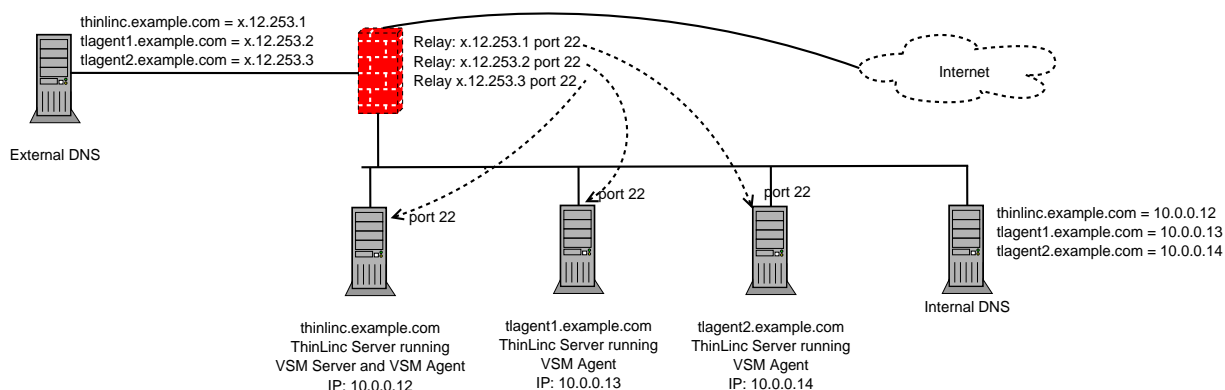 thinlinc.example.com = x.12.253.1
tlagent1.example.com = x.12.253.2
tlagent2.example.com = x.12.253.3
External DNS
Relay: x.12.253.1 port 22
Relay: x.12.253.2 port 22
Relay x.12.253.3 port 22
Internet
port 22
port 22
port 22
thinlinc.example.com = 10.0.0.12
tlagent1.example.com = 10.0.0.13
tlagent2.example.com = 10.0.0.14
Internal DNS
thinlinc.example.com
ThinLinc Server running
VSM Server and VSM Agent
IP: 10.0.0.12
tlagent1.example.com
ThinLinc Server running
VSM Agent
IP: 10.0.0.13
tlagent2.example.com
ThinLinc Server running
VSM Agent
IP: 10.0.0.14